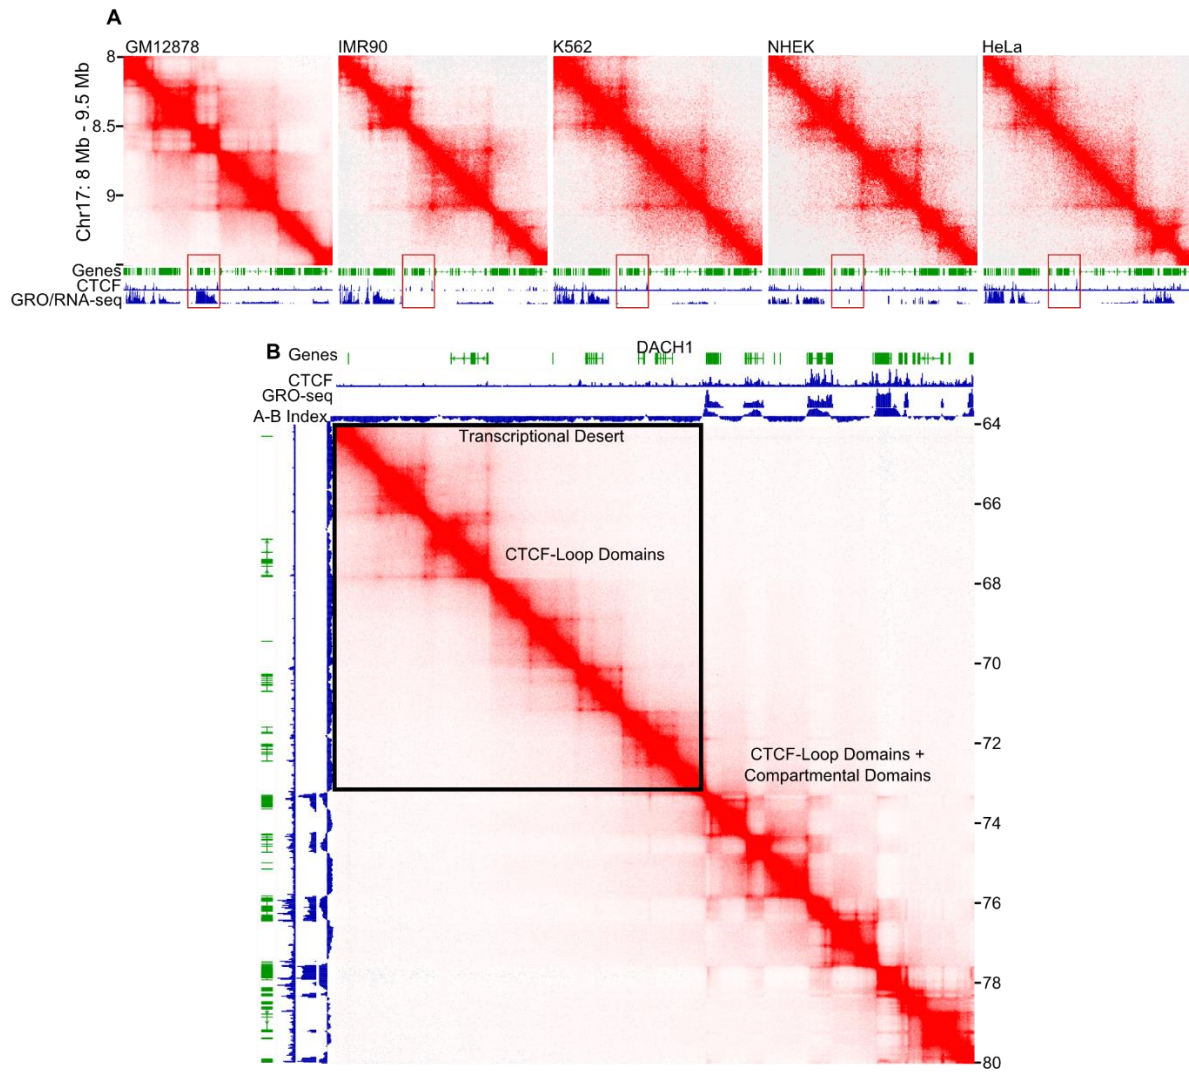 A
GM12878
IMR90
K562
NHEK
HeLa
Chr17: 8 Mb - 9.5 Mb
8
8.5
9
Genes
CTCF
GRO/RNA-seq
B
Genes
DACH1
CTCF
GRO-seq
A-B Index
Transcriptional Desert
CTCF-Loop Domains
CTCF-Loop Domains +
Compartmental Domains
64
66
68
70
72
74
76
78
80